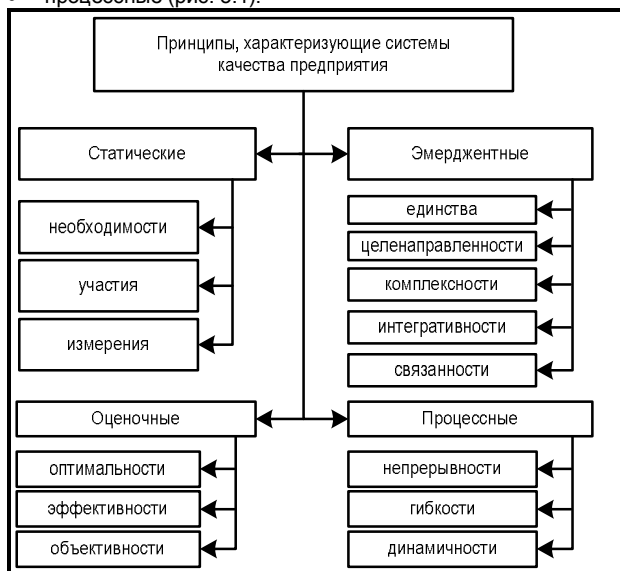 • процессные (рис. 3.4).
Принципы, характеризующие системы
качества предприятия
Статические
Эмерджентные
необходимости
участия
измерения
единства
целенаправленности
комплексности
интегративности
связанности
Оценочные
Процессные
оптимальности
эффективности
объективности
непрерывности
гибкости
динамичности